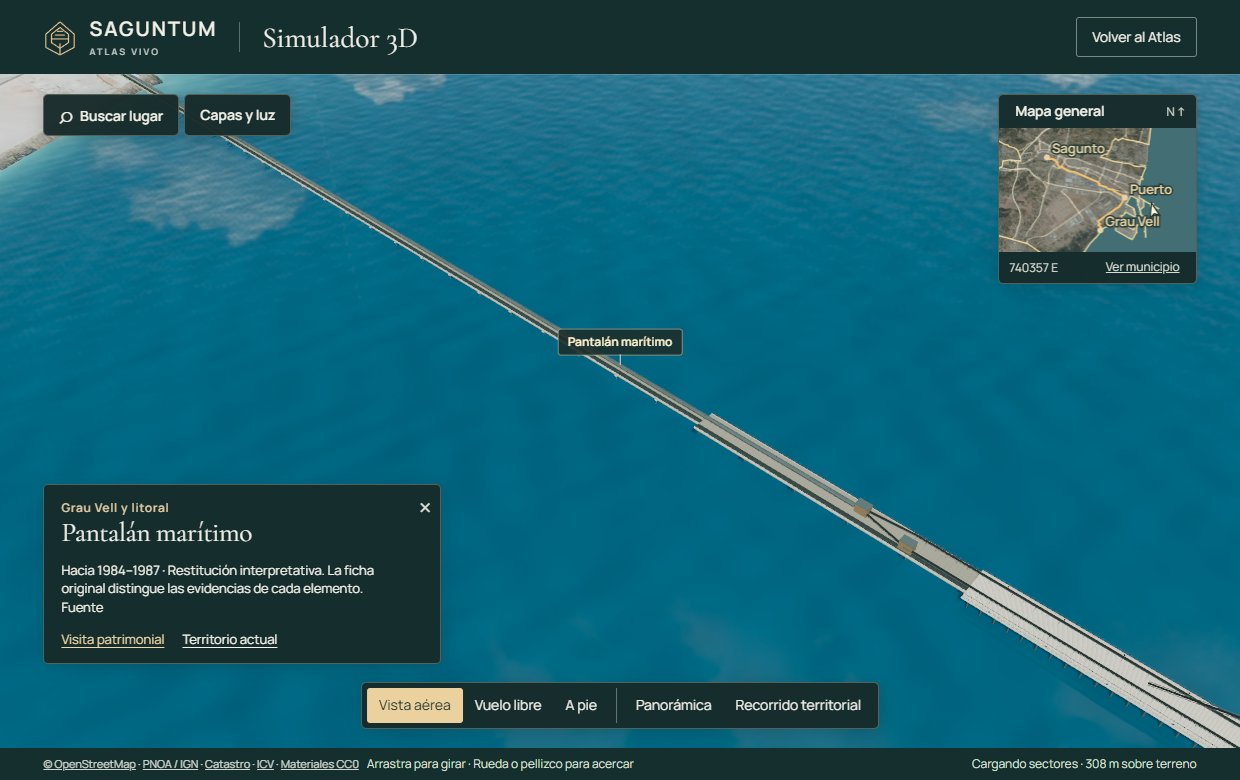 SAGUNTUM
ATLAS VIVO
Simulador 3D
Volver al Atlas
Buscar lugar
Capas y luz
Mapa general
N↑
Sagunto
Puerto
Grau Vell
740357 E
Ver municipio
Pantalán marítimo
Grau Vell y litoral
Pantalán marítimo
Hacia 1984–1987 · Restitución interpretativa. La ficha
original distingue las evidencias de cada elemento.
Fuente
Visita patrimonial
Territorio actual
Vista aérea
Vuelo libre
A pie
Panorámica
Recorrido territorial
© OpenStreetMap · PNOA / IGN · Catastro · ICV · Materiales CC0
Arrastra para girar · Rueda o pellizco para acercar
Cargando sectores · 308 m sobre terreno